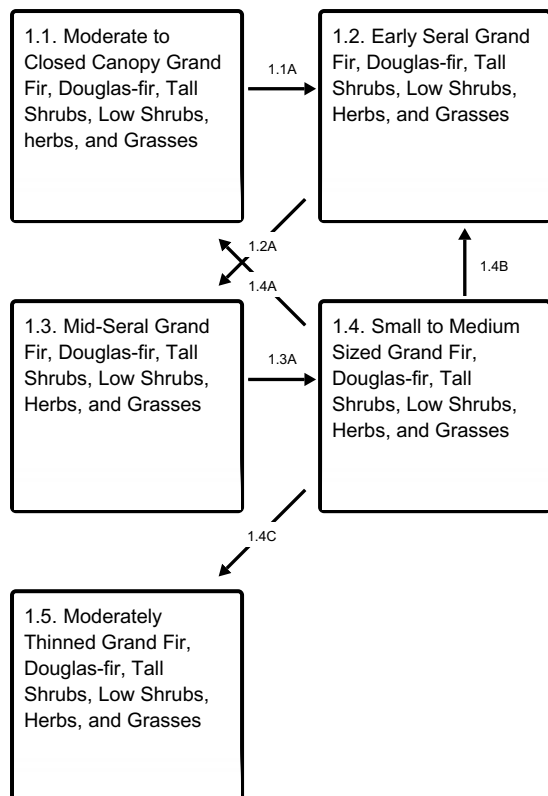 1.1. Moderate to
Closed Canopy Grand
Fir, Douglas-fir, Tall
Shrubs, Low Shrubs,
herbs, and Grasses
1.1A
1.2. Early Seral Grand
Fir, Douglas-fir, Tall
Shrubs, Low Shrubs,
Herbs, and Grasses
1.2A
1.4A
1.4B
1.3. Mid-Seral Grand
Fir, Douglas-fir, Tall
Shrubs, Low Shrubs,
Herbs, and Grasses
1.3A
1.4. Small to Medium
Sized Grand Fir,
Douglas-fir, Tall
Shrubs, Low Shrubs,
Herbs, and Grasses
1.4C
1.5. Moderately
Thinned Grand Fir,
Douglas-fir, Tall
Shrubs, Low Shrubs,
Herbs, and Grasses